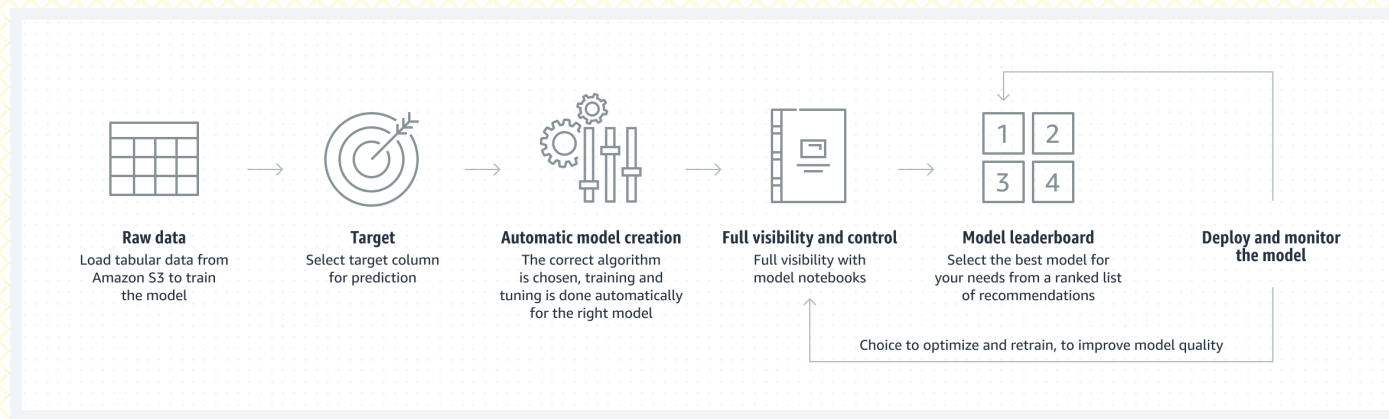 Raw data
Load tabular data from
Amazon S3 to train
the model
Target
Select target column
for prediction
Automatic model creation
The correct algorithm
is chosen, training and
tuning is done automatically
for the right model
Full visibility and control
Full visibility with
model notebooks
1 2
3 4
Model leaderboard
Select the best model for
your needs from a ranked list
of recommendations
Deploy and monitor
the model
Choice to optimize and retrain, to improve model quality